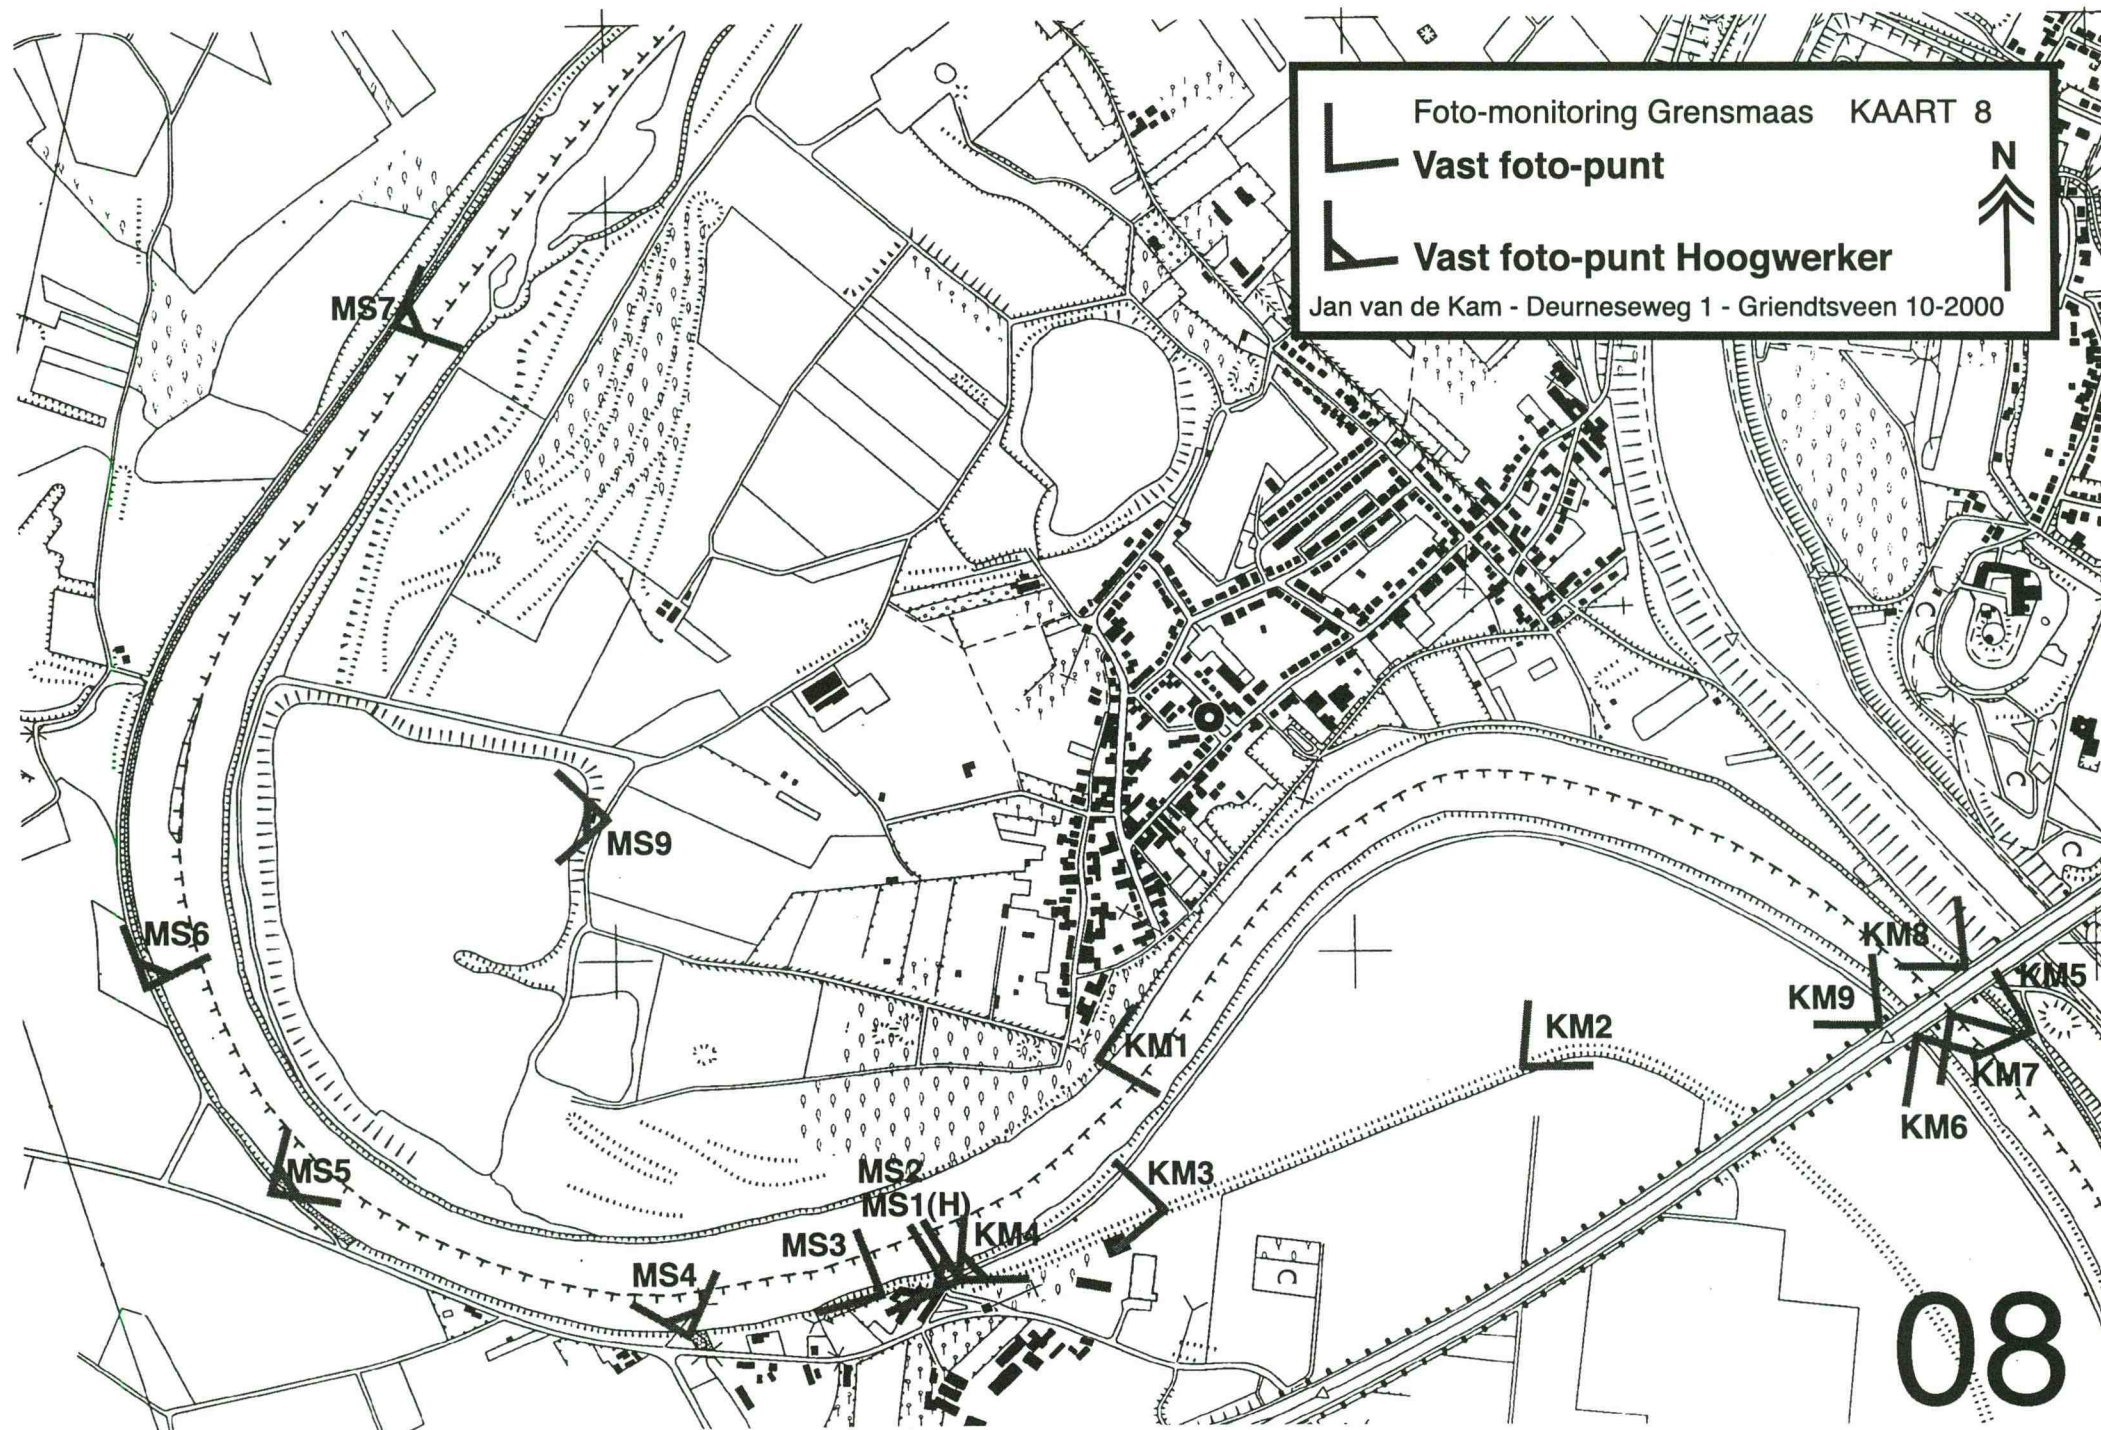 Foto-monitoring Grensmaas KAART 8
Vast foto-punt
N
Vast foto-punt Hoogwerker
Jan van de Kam - Deurneseweg 1 - Griendtsveen 10-2000
MS7
MS9
MS6
KM8
KM5
KM9
KM2
KM1
KM7
KM6
MS5
MS2
KM3
MS1(H)
KM4
MS3
MS4
C
C
C
C
08